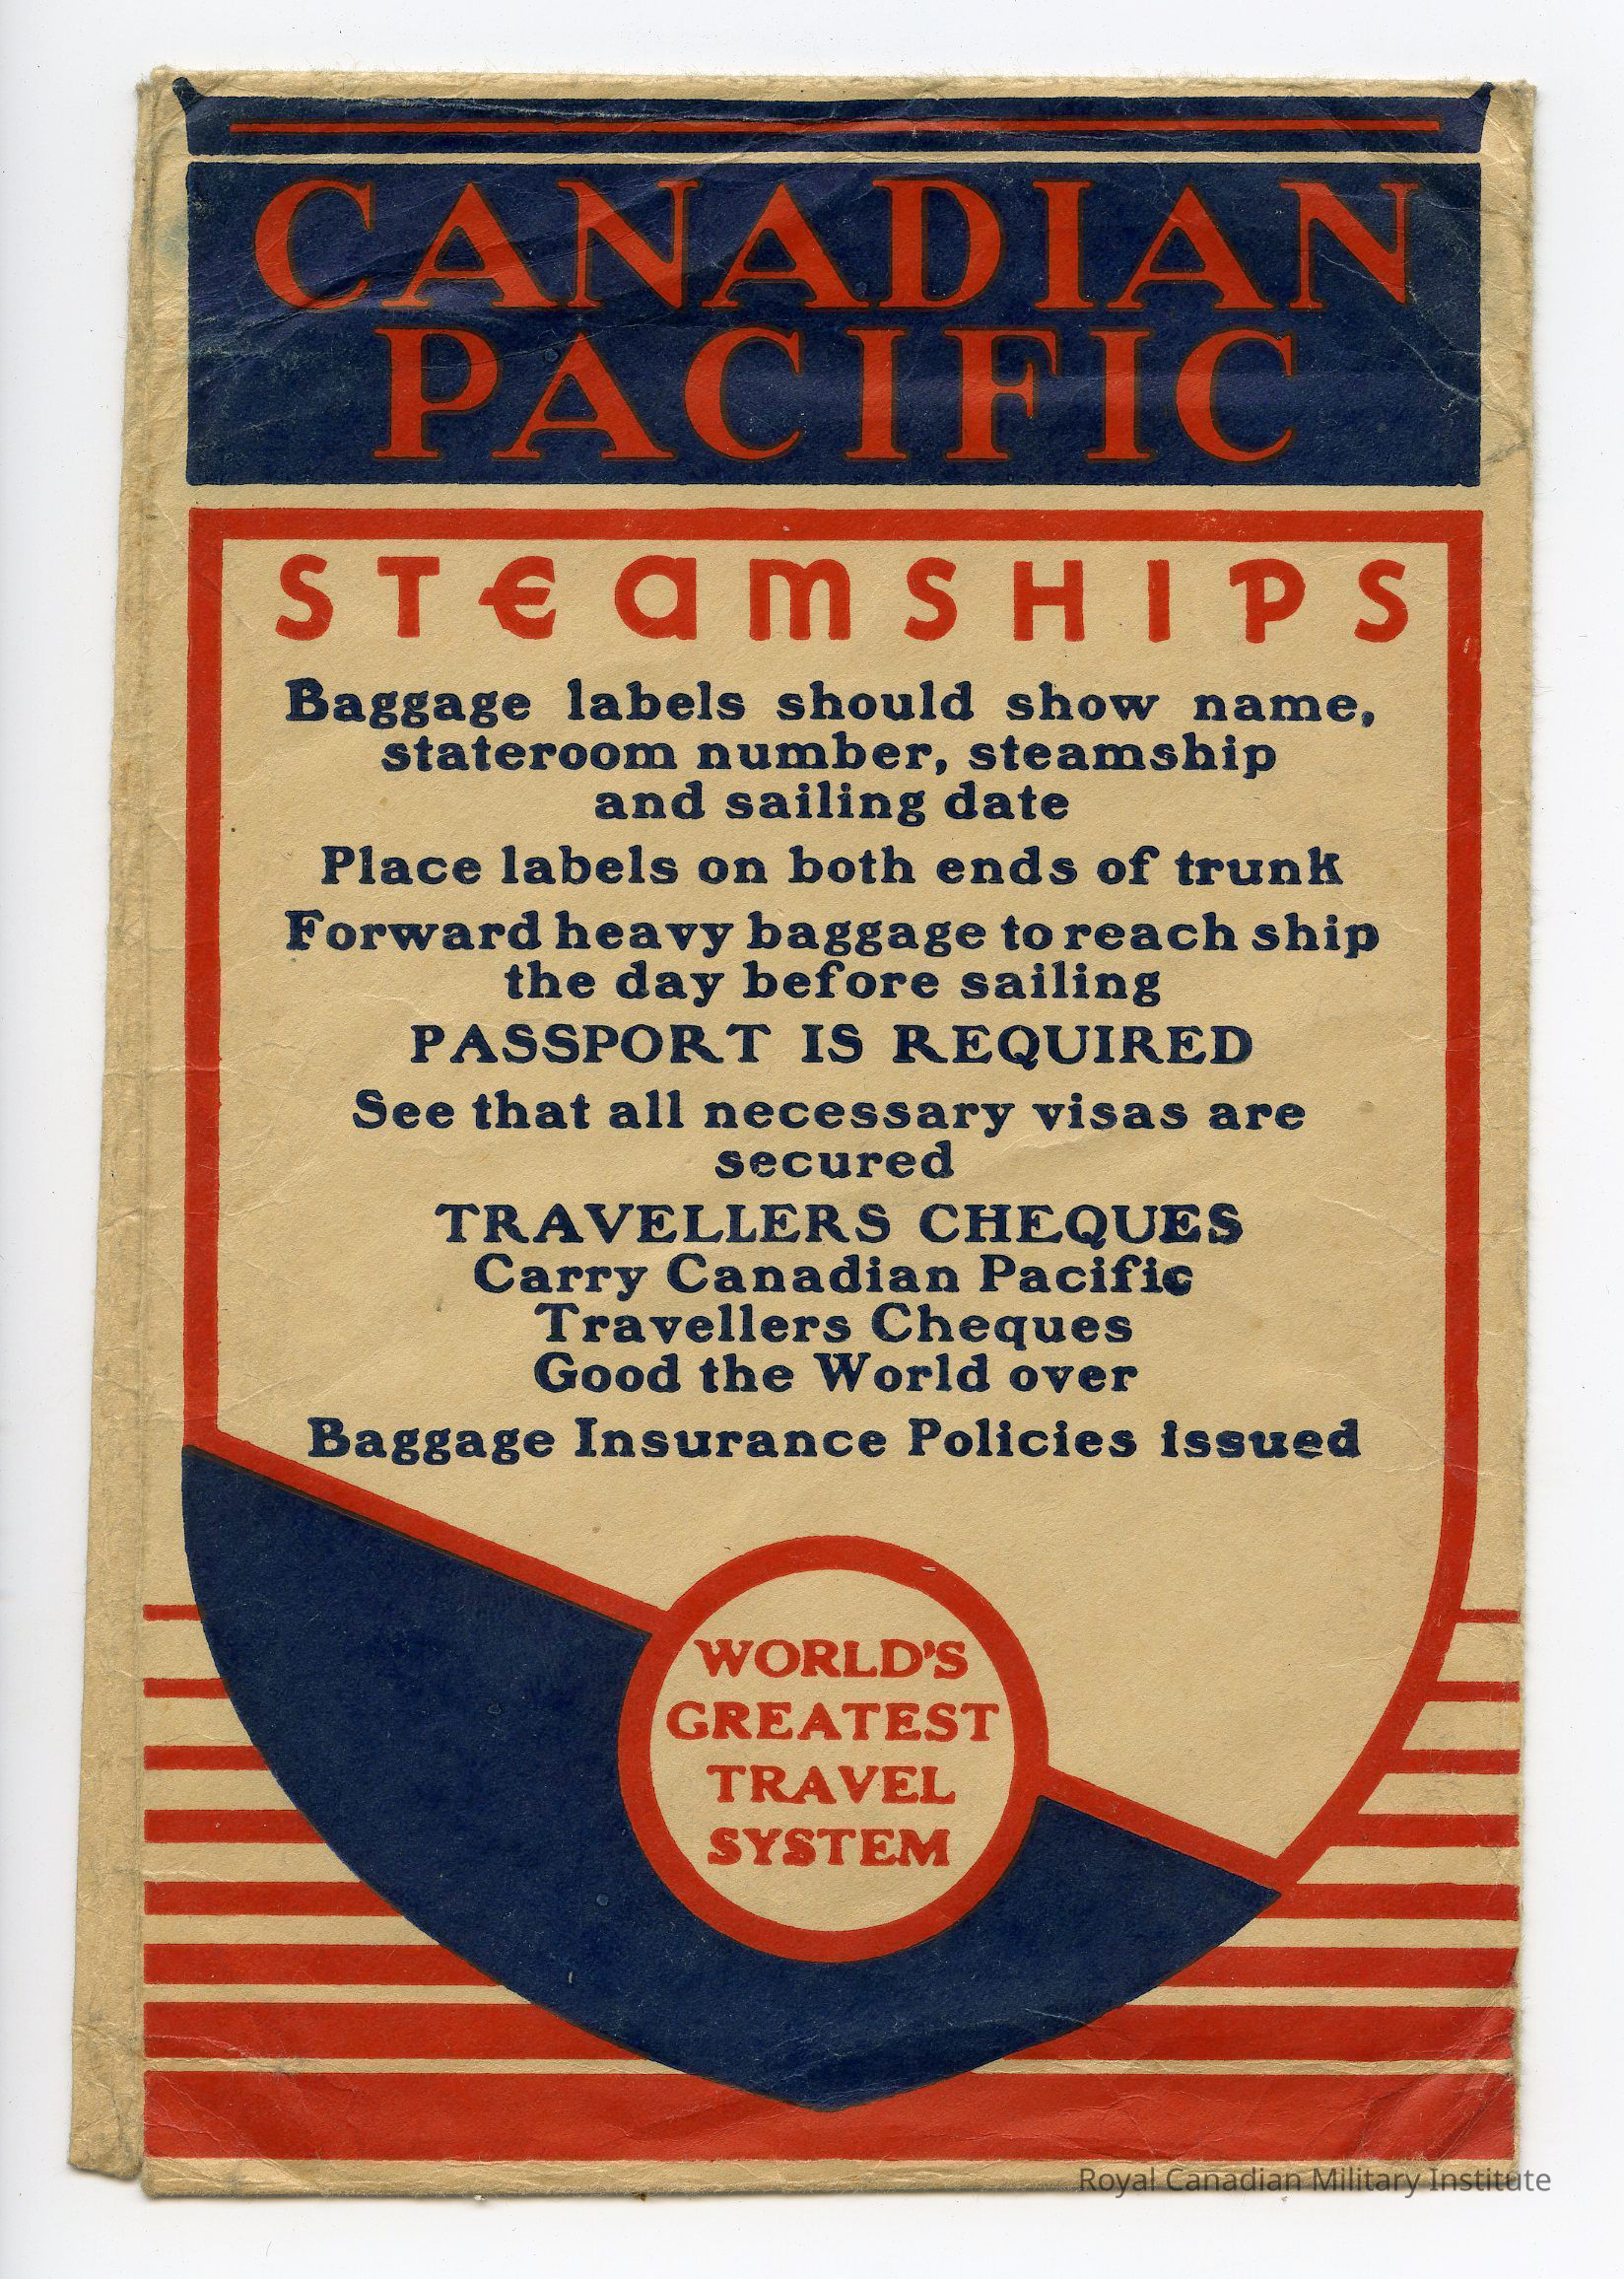 CANADIAN
PACIFIC
STEAMSHIPS
Baggage labels should show name,
stateroom number, steamship
and sailing date
Place labels on both ends of trunk
Forward heavy baggage to reach ship
the day before sailing
PASSPORT IS REQUIRED
See that all necessary visas are
secured
TRAVELLERS CHEQUES
Carry Canadian Pacific
Travellers Cheques
Good the World over
Baggage Insurance Policies issued
WORLD'S
GREATEST
TRAVEL
SYSTEM
Royal Canadian Military Institute